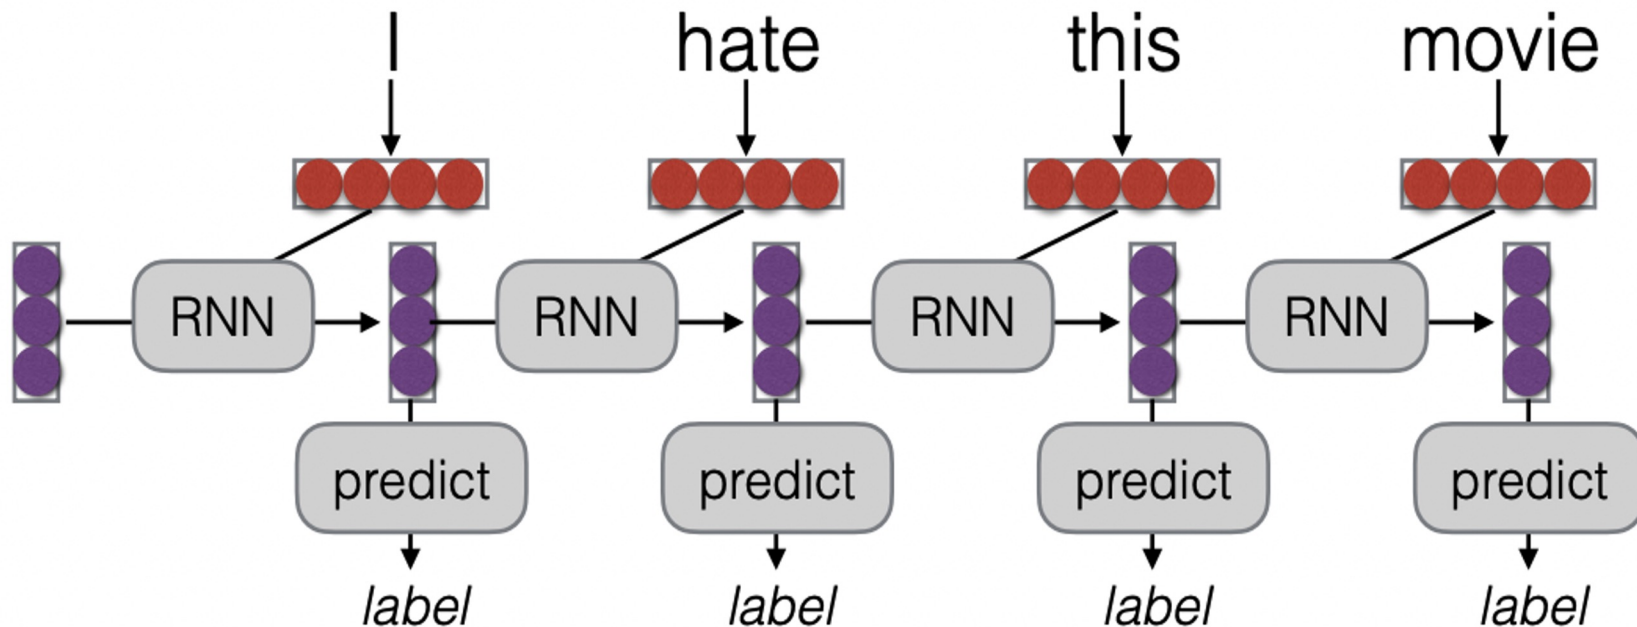 I hate this movie
RNN RNN RNN RNN
predict predict predict predict
label label label label